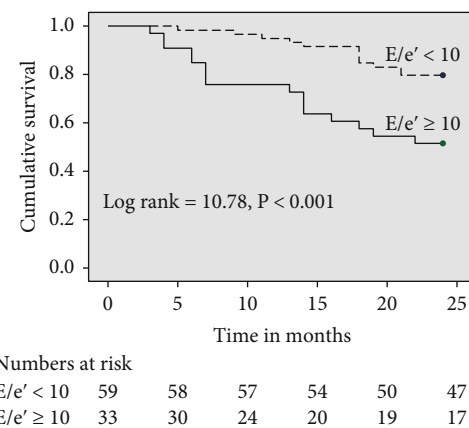 1.0
0.8
0.6
0.4
0.2
0.0
Cumulative survival
E/e′ < 10
E/e′ ≥ 10
Log rank = 10.78, P < 0.001
0 5 10 15 20 25
Time in months
Numbers at risk
E/e′ < 10 59 58 57 54 50 47
E/e′ ≥ 10 33 30 24 20 19 17